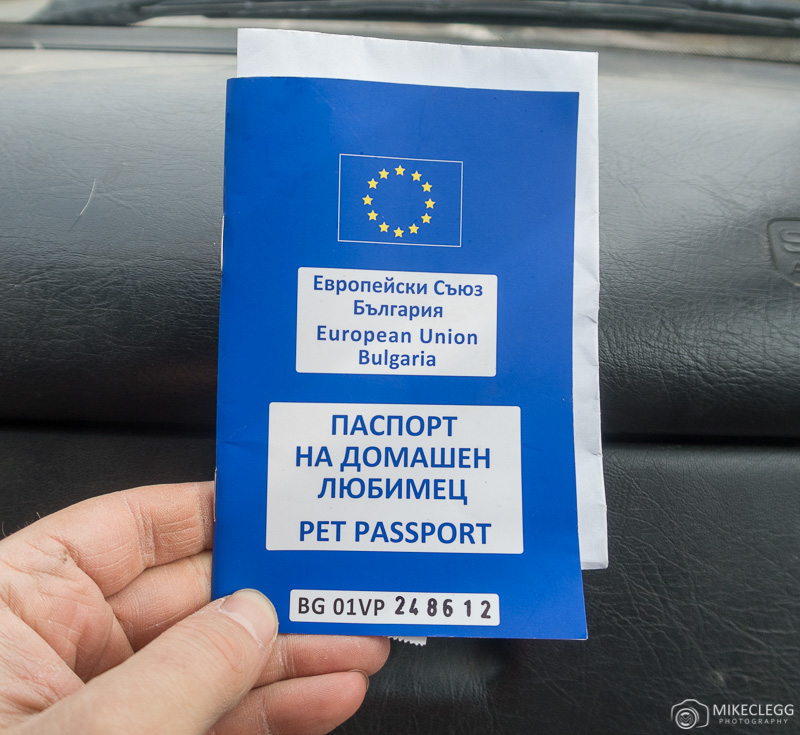 Европейски Съюз
България
European Union
Bulgaria
ПАСПОРТ
НА ДОМАШЕН
ЛЮБИМЕЦ
PET PASSPORT
BG 01VP 248612
MIKECLEGG
PHOTOGRAPHY